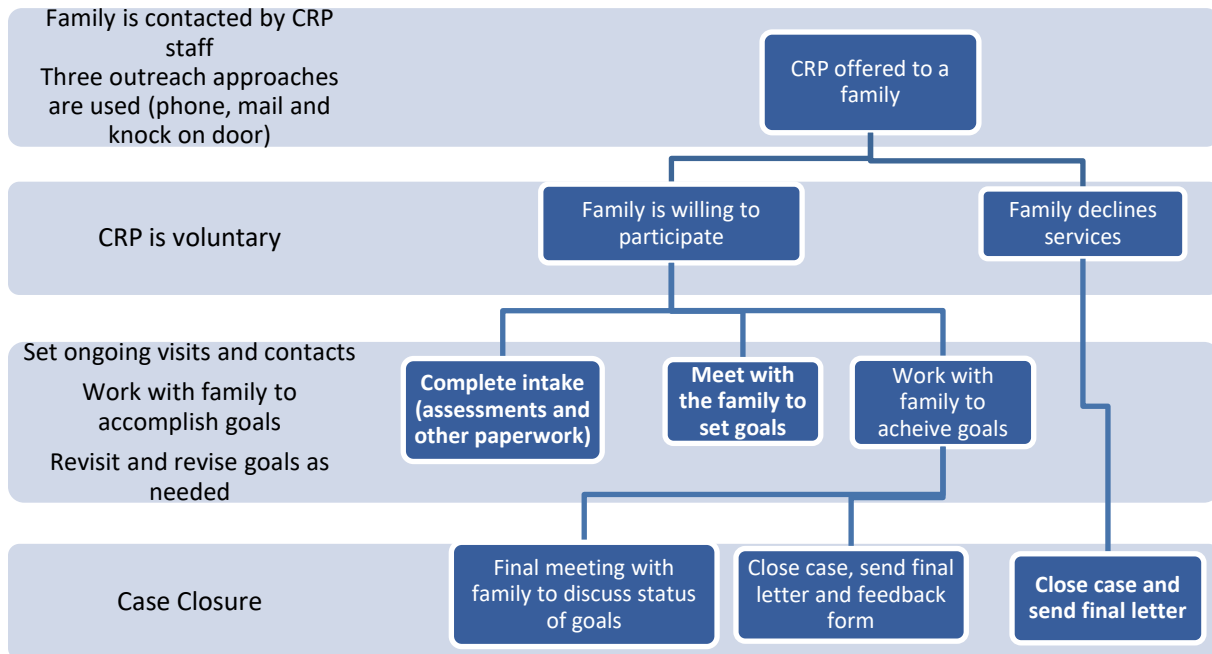 Family is contacted by CRP
staff
Three outreach approaches
are used (phone, mail and
knock on door)
CRP offered to a
family
CRP is voluntary
Family is willing to
participate
Family declines
services
Set ongoing visits and contacts
Work with family to
accomplish goals
Revisit and revise goals as
needed
Complete intake
(assessments and
other paperwork)
Meet with
the family to
set goals
Work with
family to
acheive goals
Case Closure
Final meeting with
family to discuss status
of goals
Close case, send final
letter and feedback
form
Close case and
send final letter